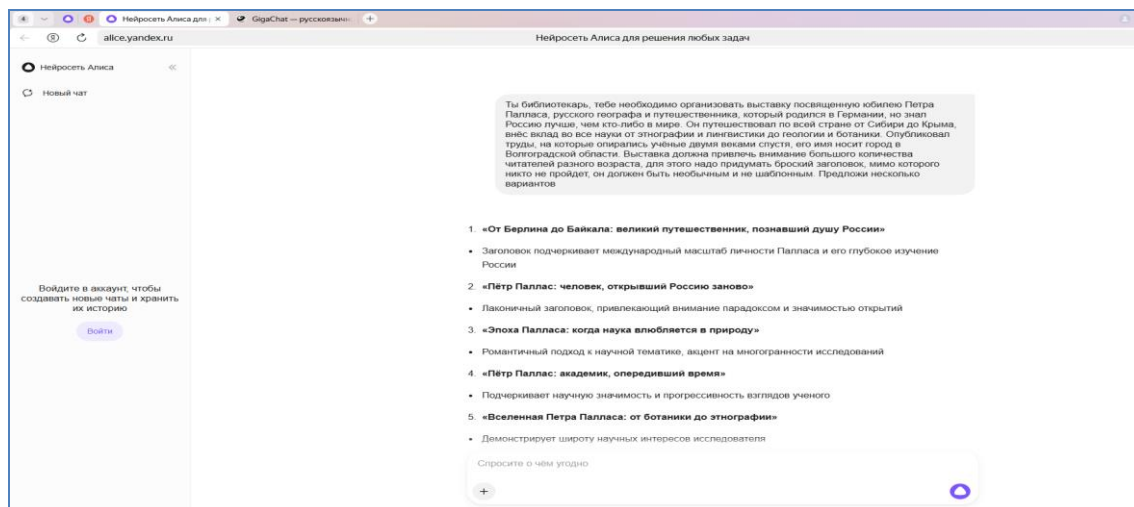 Нейросеть Алиса для р
GigaChat — русскоязычн
alice.yandex.ru
Нейросеть Алиса для решения любых задач
Нейросеть Алиса
Новый чат
Ты библиотекарь, тебе необходимо организовать выставку посвященную юбилею Петра
Палласа, русского географа и путешественника, который родился в Германии, но знал
Россию лучше, чем кто-либо в мире. Он путешествовал по всей стране от Сибири до Крыма,
внёс вклад во все науки от этнографии и лингвистики до геологии и ботаники. Опубликовал
труды, на которые опирались учёные двумя веками спустя, его имя носит город в
Волгоградской области. Выставка должна привлечь внимание большого количества
читателей разного возраста, для этого надо придумать броский заголовок, мимо которого
никто не пройдет, он должен быть необычным и не шаблонным. Предложи несколько
вариантов
1. «От Берлина до Байкала: великий путешественник, познавший душу России»
• Заголовок подчеркивает международный масштаб личности Палласа и его глубокое изучение
России
2. «Пётр Паллас: человек, открывший Россию заново»
• Лаконичный заголовок, привлекающий внимание парадоксом и значимостью открытий
3. «Эпоха Палласа: когда наука влюбляется в природу»
• Романтичный подход к научной тематике, акцент на многогранности исследований
4. «Пётр Паллас: академик, опередивший время»
• Подчеркивает научную значимость и прогрессивность взглядов ученого
5. «Вселенная Петра Палласа: от ботаники до этнографии»
• Демонстрирует широту научных интересов исследователя
Войдите в аккаунт, чтобы
создавать новые чаты и хранить
их историю
Войти
Спросите о чём угодно